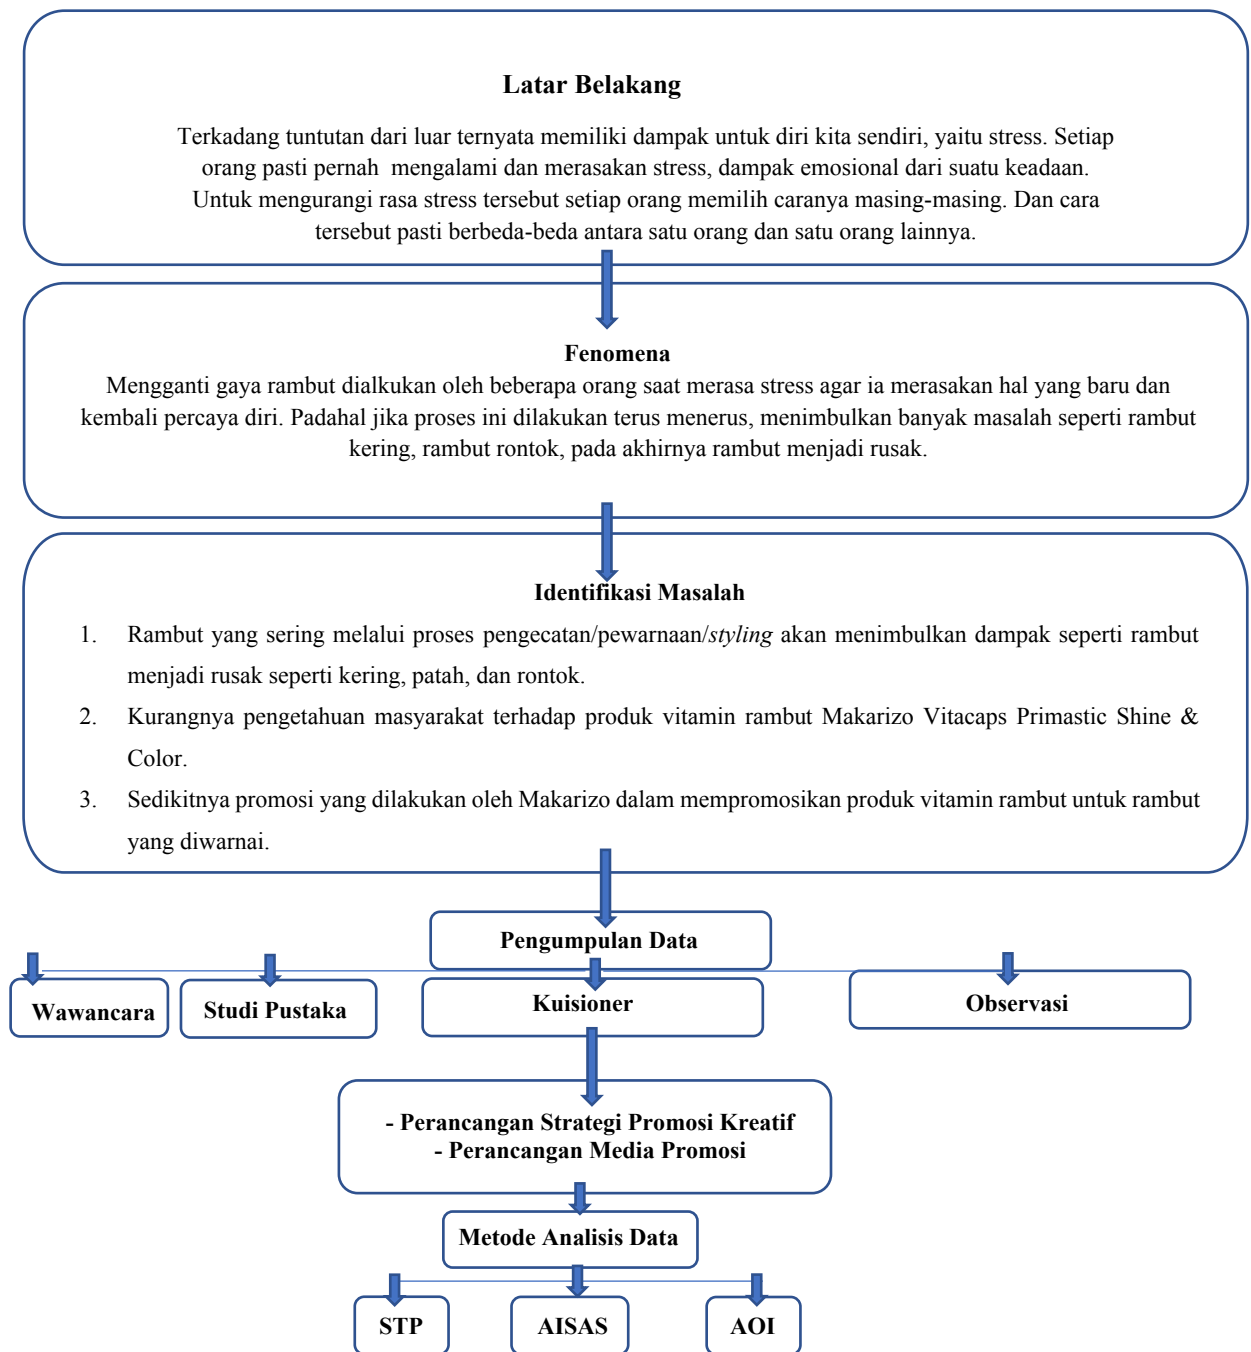 Latar Belakang
Terkadang tuntutan dari luar ternyata memiliki dampak untuk diri kita sendiri, yaitu stress. Setiap
orang pasti pernah mengalami dan merasakan stress, dampak emosional dari suatu keadaan.
Untuk mengurangi rasa stress tersebut setiap orang memilih caranya masing-masing. Dan cara
tersebut pasti berbeda-beda antara satu orang dan satu orang lainnya.
Fenomena
Mengganti gaya rambut dialkukan oleh beberapa orang saat merasa stress agar ia merasakan hal yang baru dan
kembali percaya diri. Padahal jika proses ini dilakukan terus menerus, menimbulkan banyak masalah seperti rambut
kering, rambut rontok, pada akhirnya rambut menjadi rusak.
Identifikasi Masalah
1. Rambut yang sering melalui proses pengecatan/pewarnaan/styling akan menimbulkan dampak seperti rambut
menjadi rusak seperti kering, patah, dan rontok.
2. Kurangnya pengetahuan masyarakat terhadap produk vitamin rambut Makarizo Vitacaps Primastic Shine &
Color.
3. Sedikitnya promosi yang dilakukan oleh Makarizo dalam mempromosikan produk vitamin rambut untuk rambut
yang diwarnai.
Pengumpulan Data
Wawancara
Studi Pustaka
Kuisioner
Observasi
- Perancangan Strategi Promosi Kreatif
- Perancangan Media Promosi
Metode Analisis Data
STP
AISAS
AOI